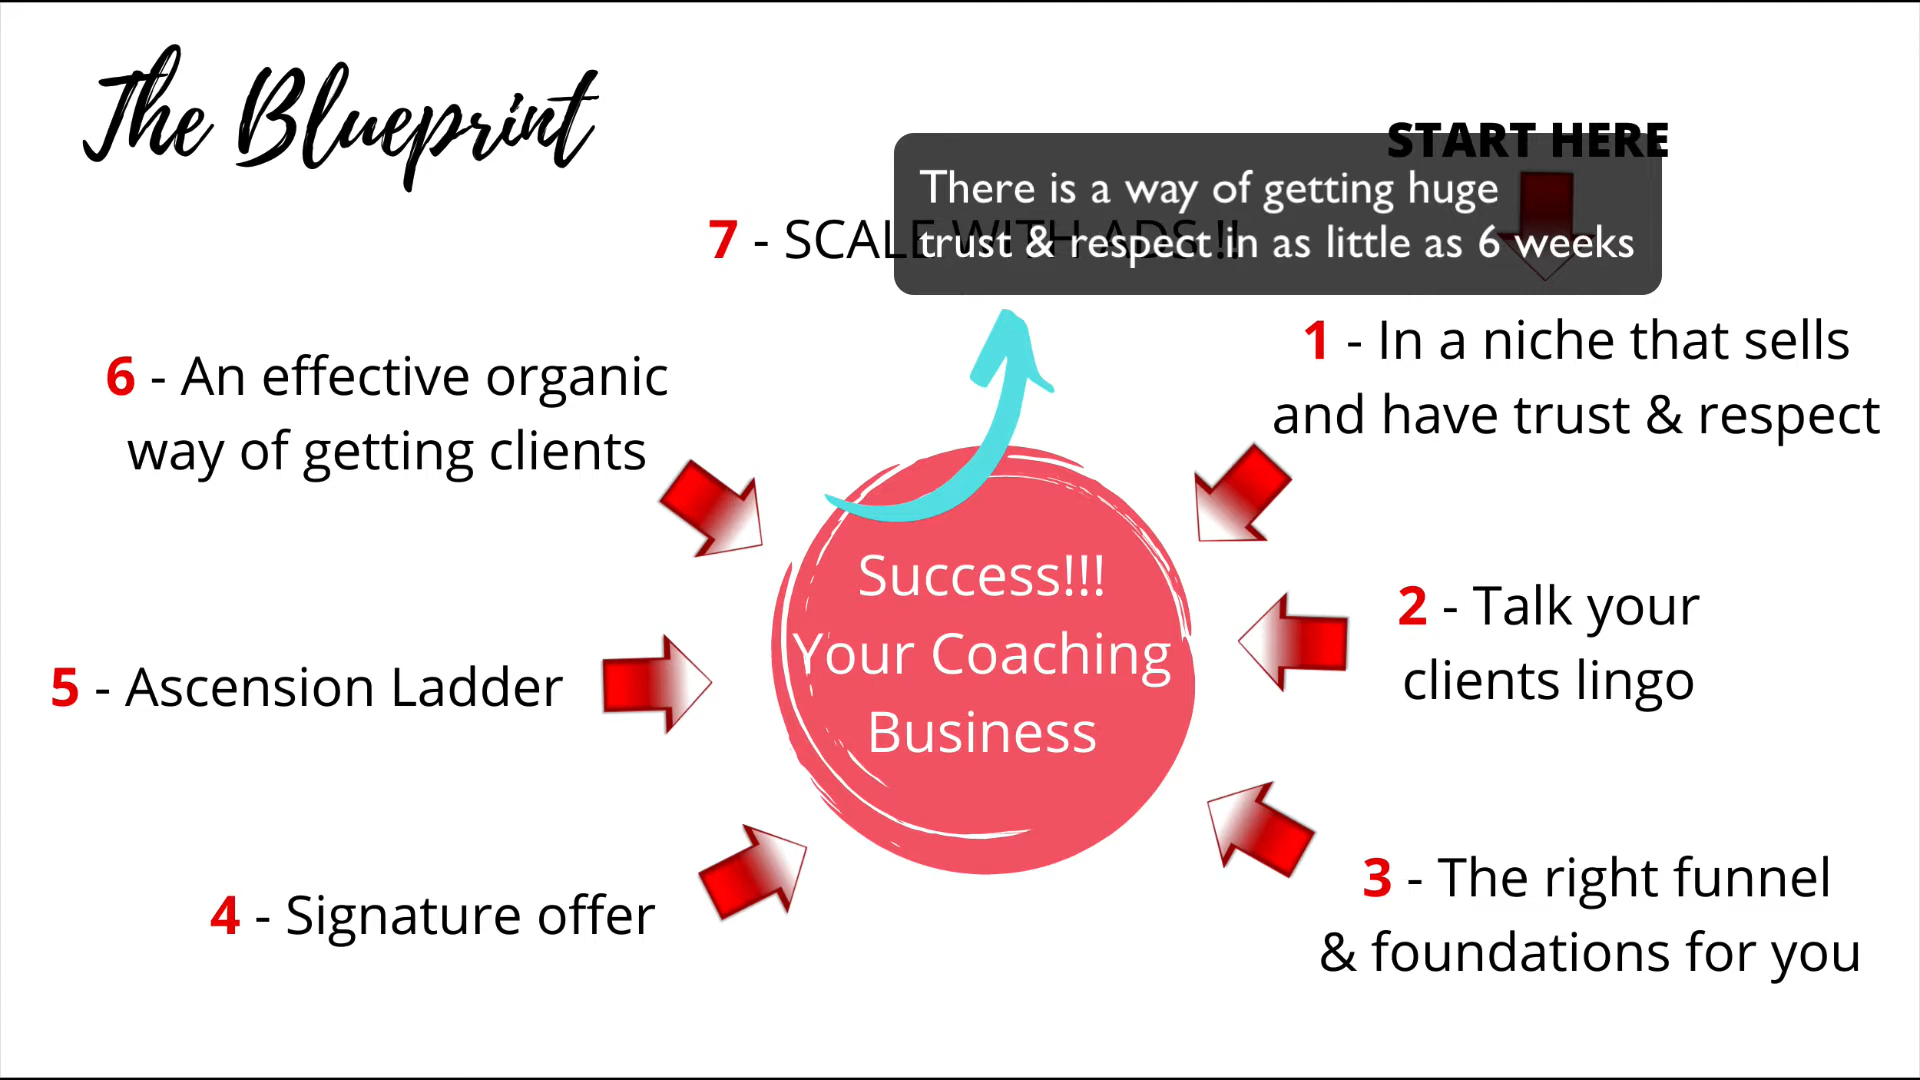 The Blueprint
START HERE
There is a way of getting huge
trust & respect in as little as 6 weeks
7 - SCALE WITH ADS !!
1 - In a niche that sells
and have trust & respect
6 - An effective organic
way of getting clients
2 - Talk your
clients lingo
Success!!!
Your Coaching
Business
5 - Ascension Ladder
3 - The right funnel
& foundations for you
4 - Signature offer